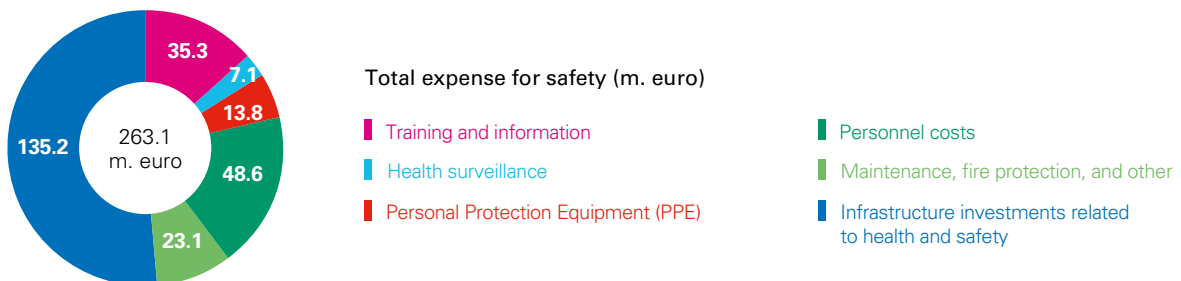 35.3
7.1
13.8
48.6
23.1
135.2
263.1
m. euro
Total expense for safety (m. euro)
Training and information
Health surveillance
Personal Protection Equipment (PPE)
Personnel costs
Maintenance, fire protection, and other
Infrastructure investments related
to health and safety